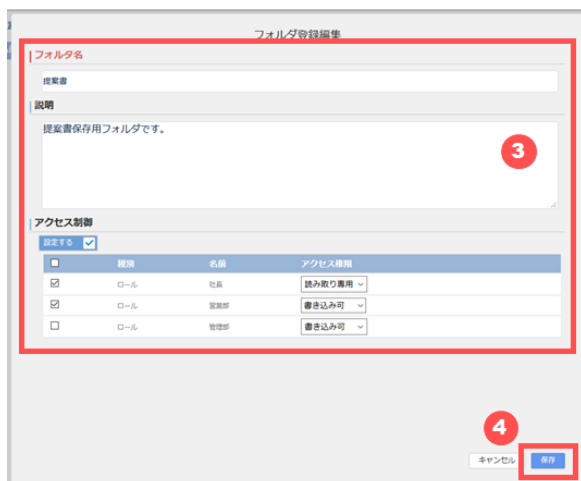 フォルダ登録編集
フォルダ名
提案書
説明
提案書保存用フォルダです。
3
アクセス制御
設定する
種別 名前 アクセス権限
ロール 社長 読み取り専用
ロール 営業部 書き込み可
ロール 管理部 書き込み可
4
キャンセル 保存